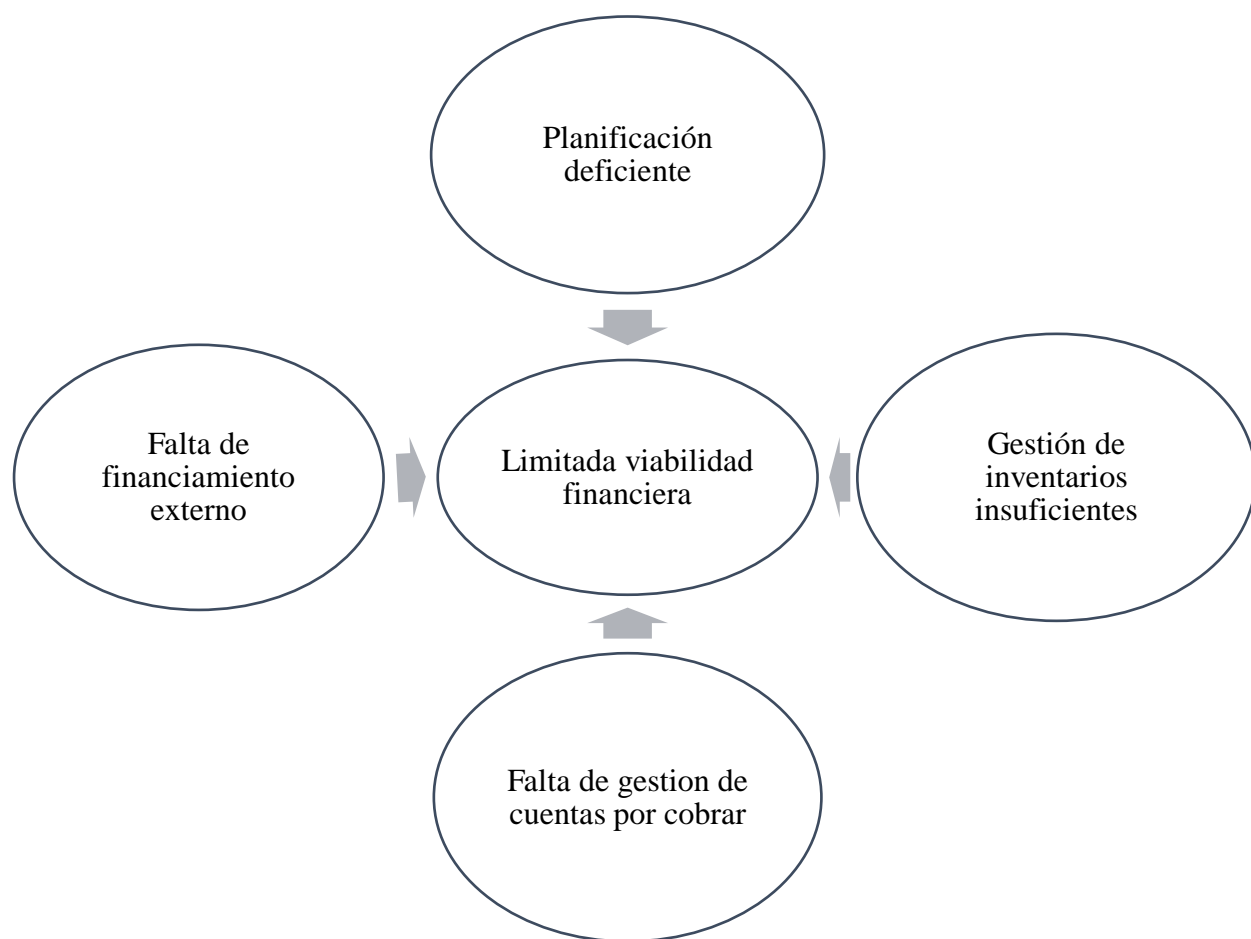 Planificación
deficiente
Falta de
financiamiento
externo
Limitada viabilidad
financiera
Gestión de
inventarios
insuficientes
Falta de gestion de
cuentas por cobrar